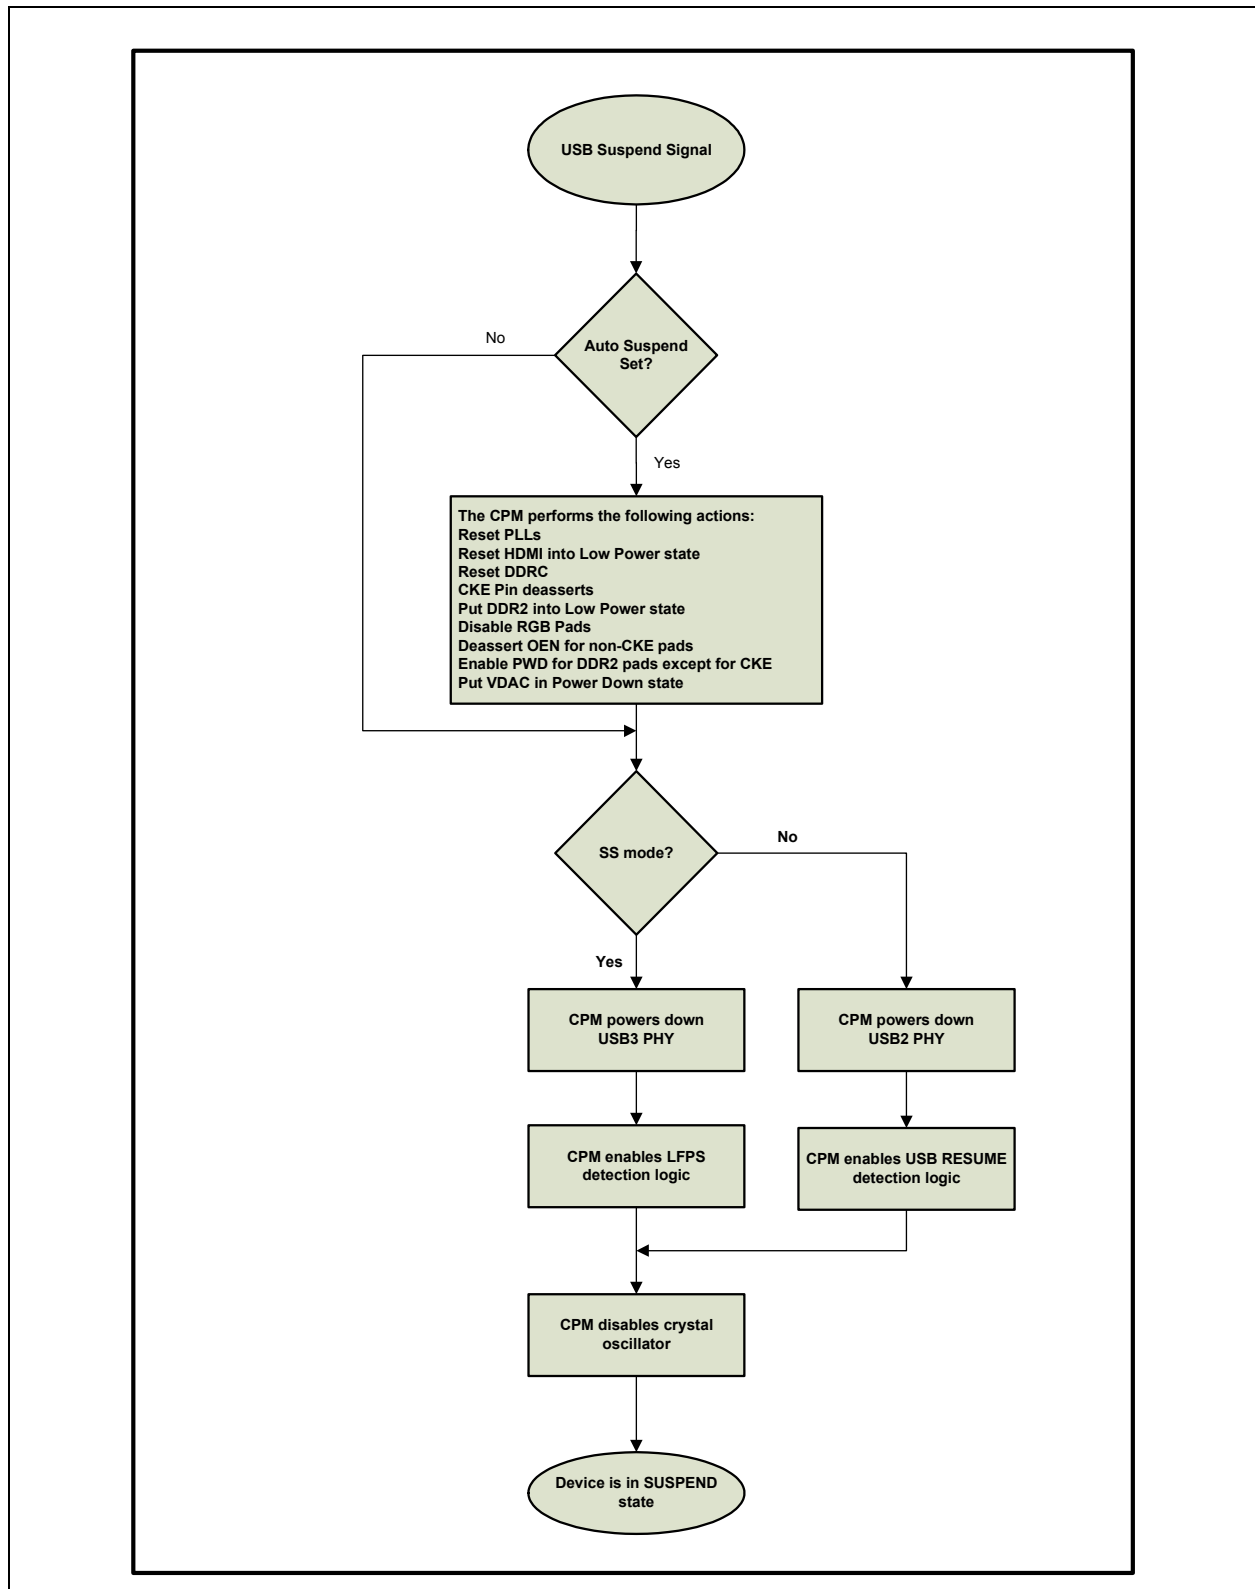 USB Suspend Signal
No
Auto Suspend
Set?
Yes
The CPM performs the following actions:
Reset PLLs
Reset HDMI into Low Power state
Reset DDRC
CKE Pin deasserts
Put DDR2 into Low Power state
Disable RGB Pads
Deassert OEN for non-CKE pads
Enable PWD for DDR2 pads except for CKE
Put VDAC in Power Down state
SS mode?
No
Yes
CPM powers down
USB3 PHY
CPM powers down
USB2 PHY
CPM enables LFPS
detection logic
CPM enables USB RESUME
detection logic
CPM disables crystal
oscillator
Device is in SUSPEND
state